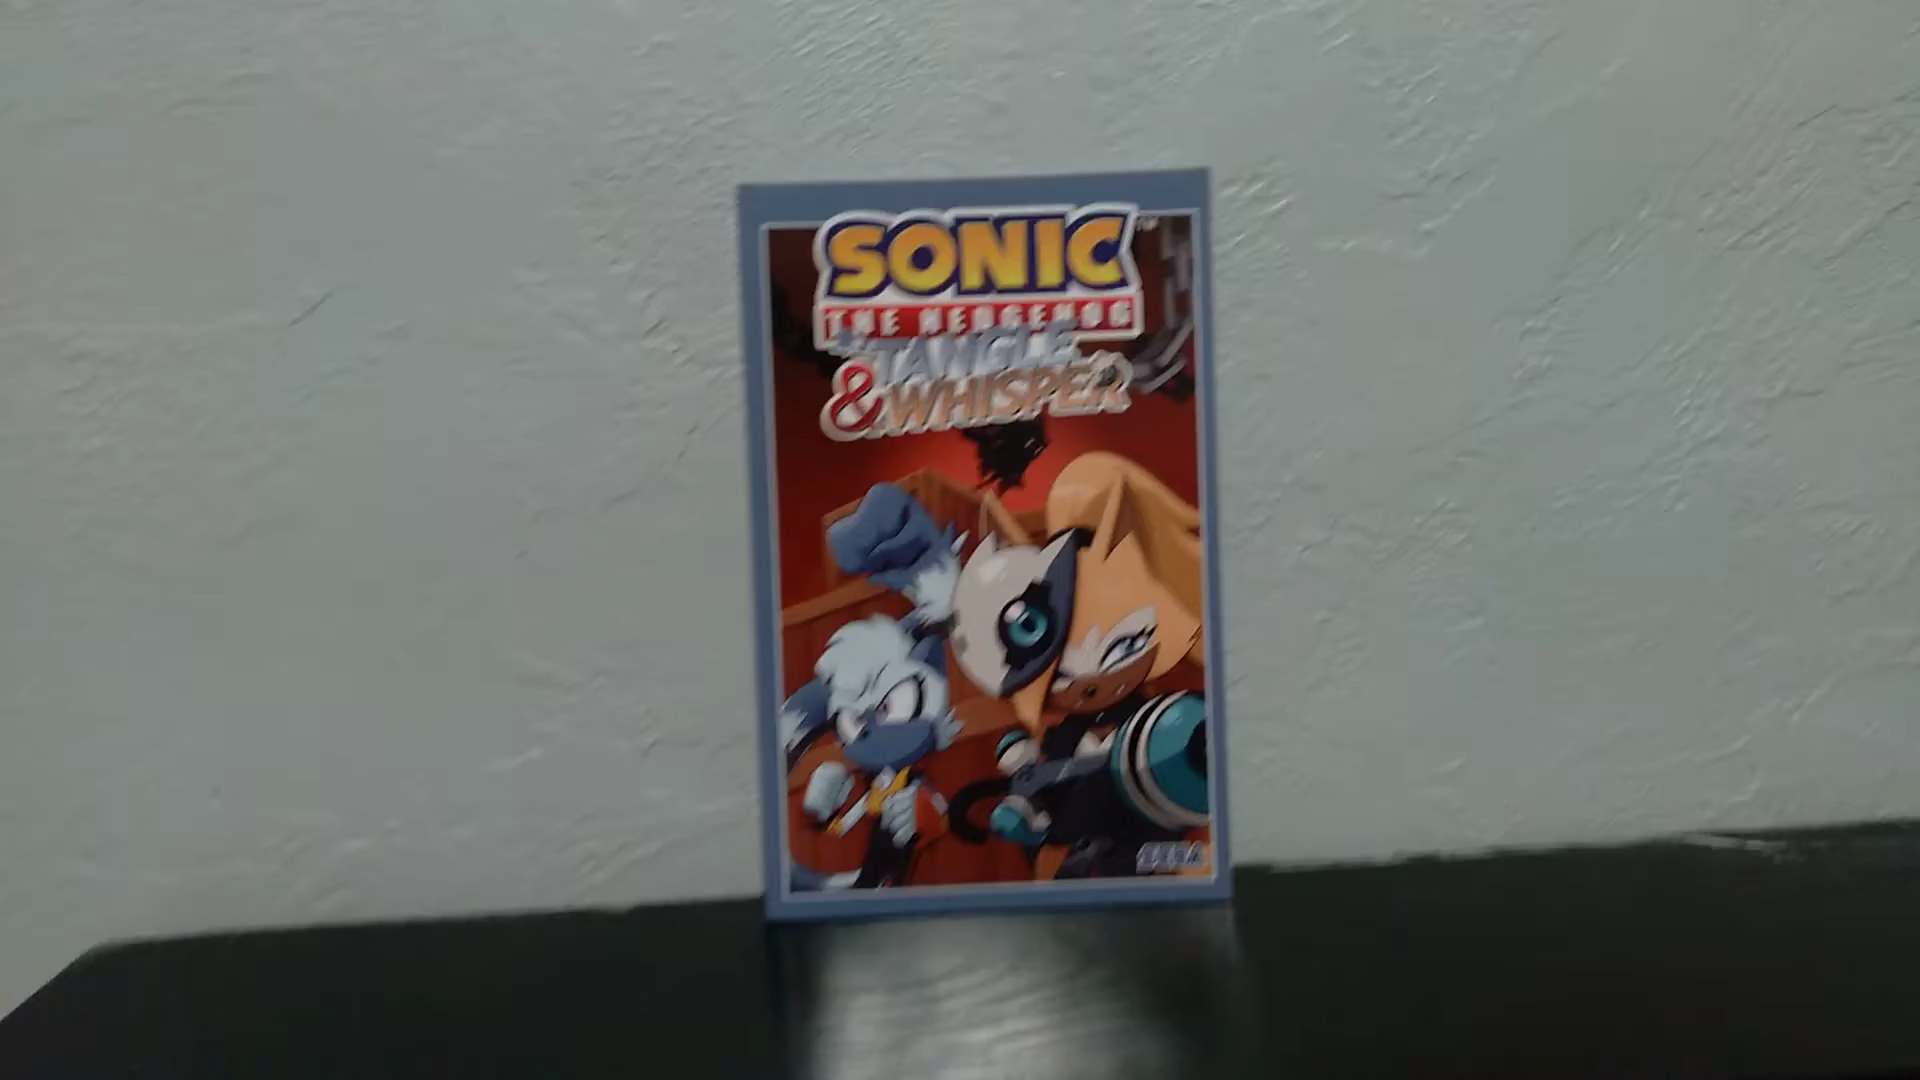 SONIC
THE HEDGEHOG
TANGLE
& WHISPER
SEGA